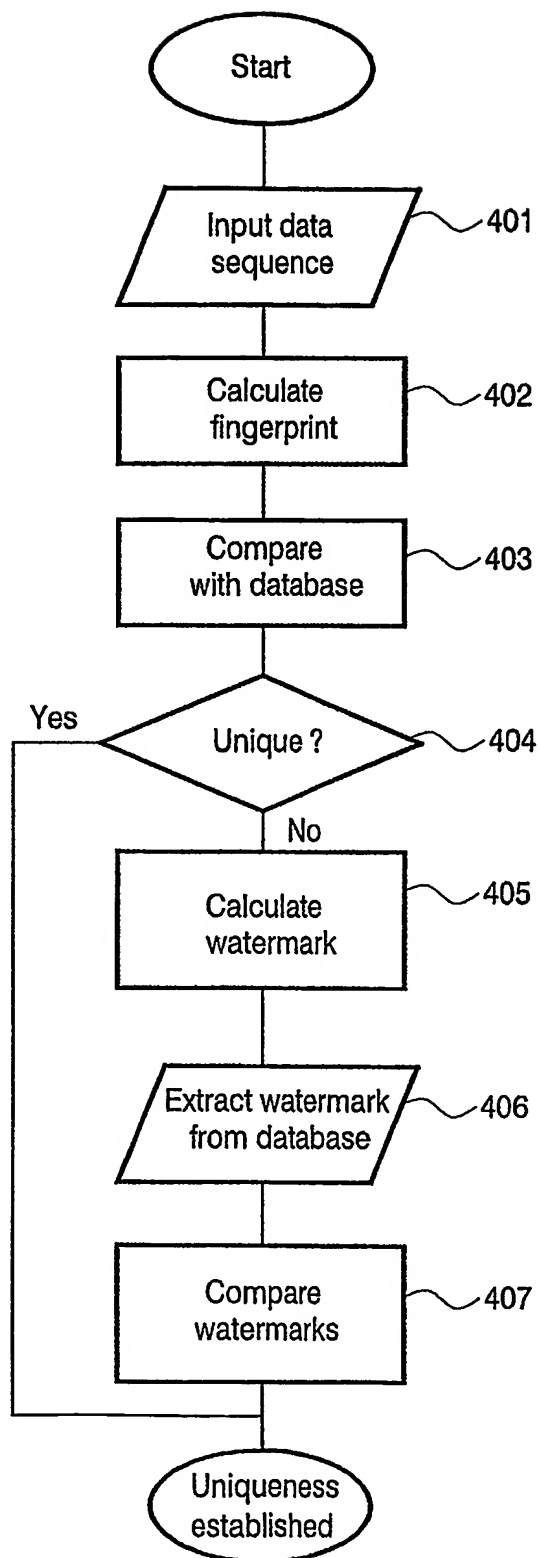 Start
Input data
sequence
401
Calculate
fingerprint
402
Compare
with database
403
Yes
Unique ?
404
No
Calculate
watermark
405
Extract watermark
from database
406
Compare
watermarks
407
Uniqueness
established